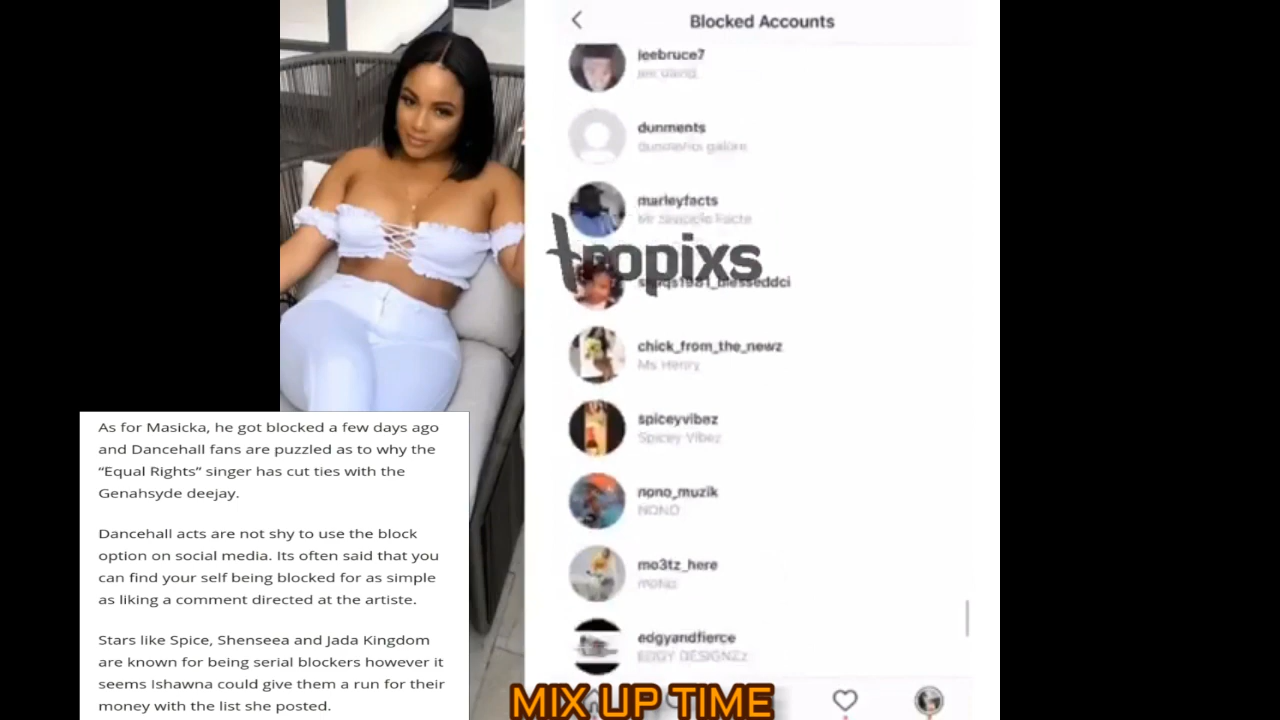 Blocked Accounts
leebruce7
dunments
marleyfacts
tropixs
chick_from_the_newz
Ms Henry
spiceyvibez
Spicey Vibez
nono_muzik
NONO
mo3tz_here
edgyandfierce
EDGY DESIGNZz
As for Masicka, he got blocked a few days ago
and Dancehall fans are puzzled as to why the
“Equal Rights” singer has cut ties with the
Genahsyde deejay.
Dancehall acts are not shy to use the block
option on social media. Its often said that you
can find your self being blocked for as simple
as liking a comment directed at the artiste.
Stars like Spice, Shenseea and Jada Kingdom
are known for being serial blockers however it
seems Ishawna could give them a run for their
money with the list she posted.
MIX UP TIME